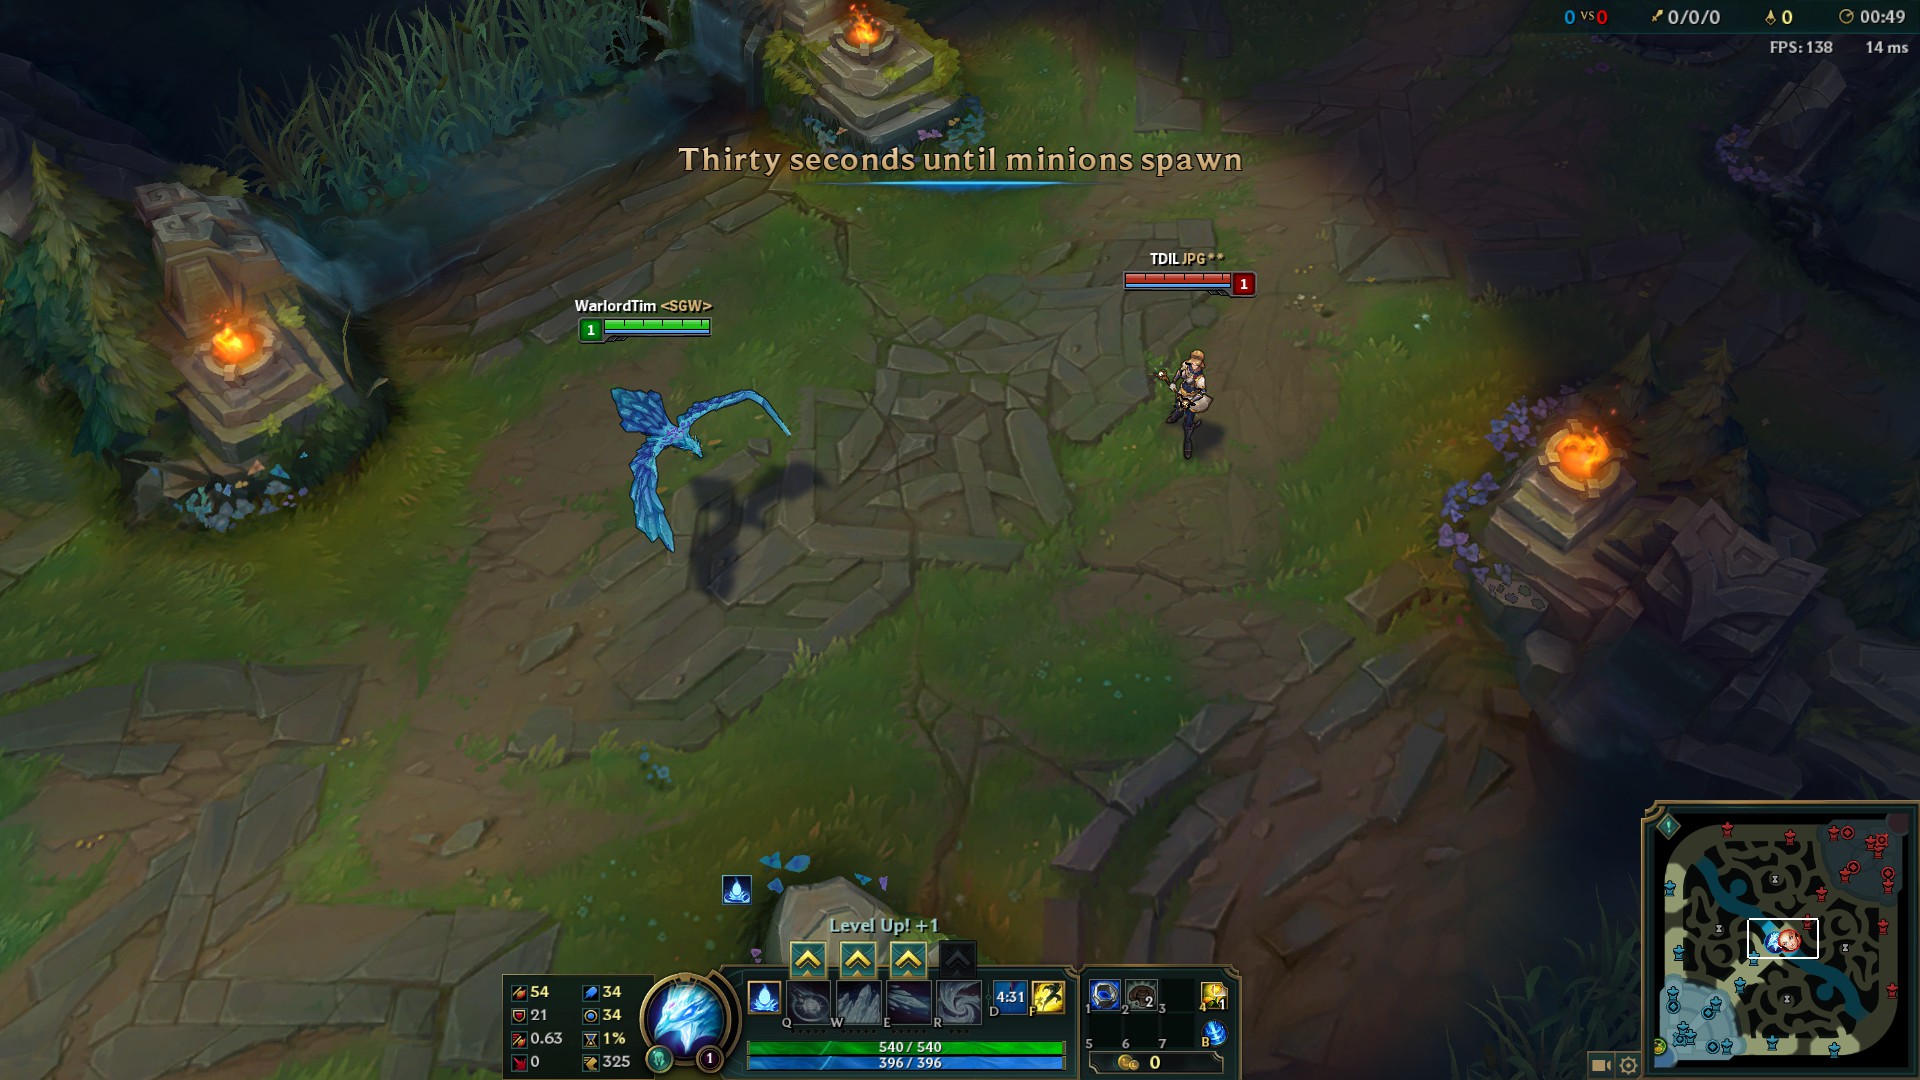 0 vs 0 0/0/0 0 00:49
FPS: 138 14 ms
Thirty seconds until minions spawn
TDIL JPG**
1
WarlordTim <SGW>
1
Level Up! +1
54 34
21 34
0.63 1%
0 325
1
Q W E R
4:31
D F
1 2 2 3 4 1
5 6 7 B
540 / 540
396 / 396
0